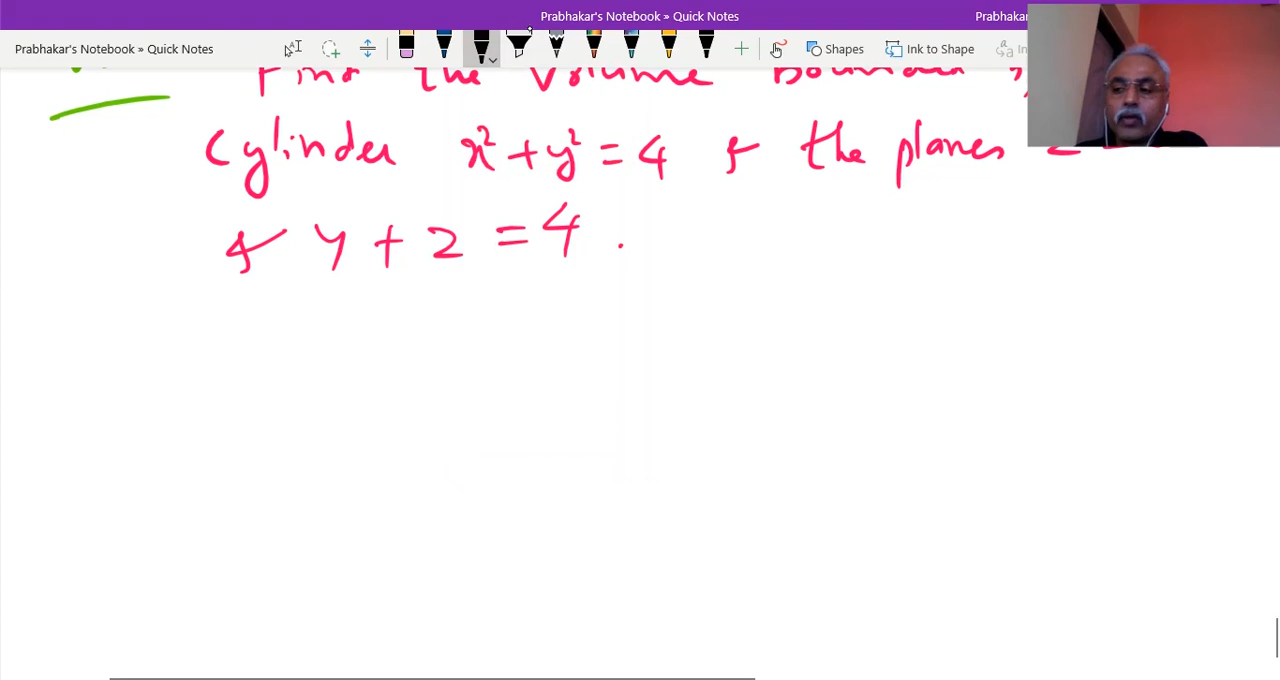 Prabhakar's Notebook » Quick Notes
Prabhakar's Notebook » Quick Notes
Shapes
Ink to Shape
Find the Volume Bounded
Cylinder x² + y² = 4 & the planes
& y + z = 4 .